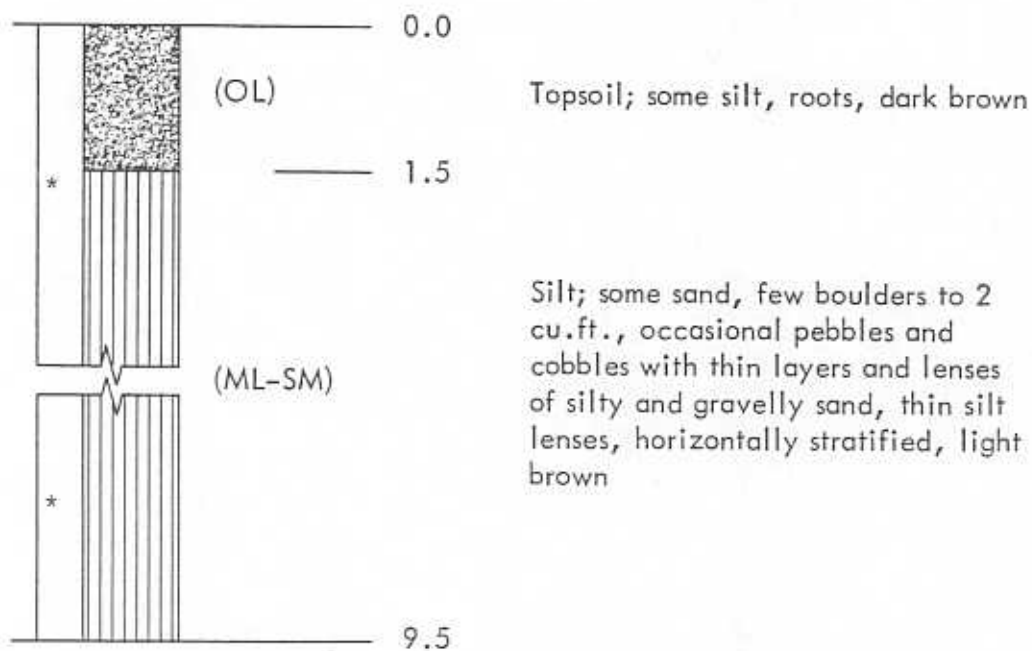 0.0
(OL)
Topsoil; some silt, roots, dark brown
1.5
*
Silt; some sand, few boulders to 2
cu.ft., occasional pebbles and
cobbles with thin layers and lenses
of silty and gravelly sand, thin silt
lenses, horizontally stratified, light
brown
(ML-SM)
*
9.5